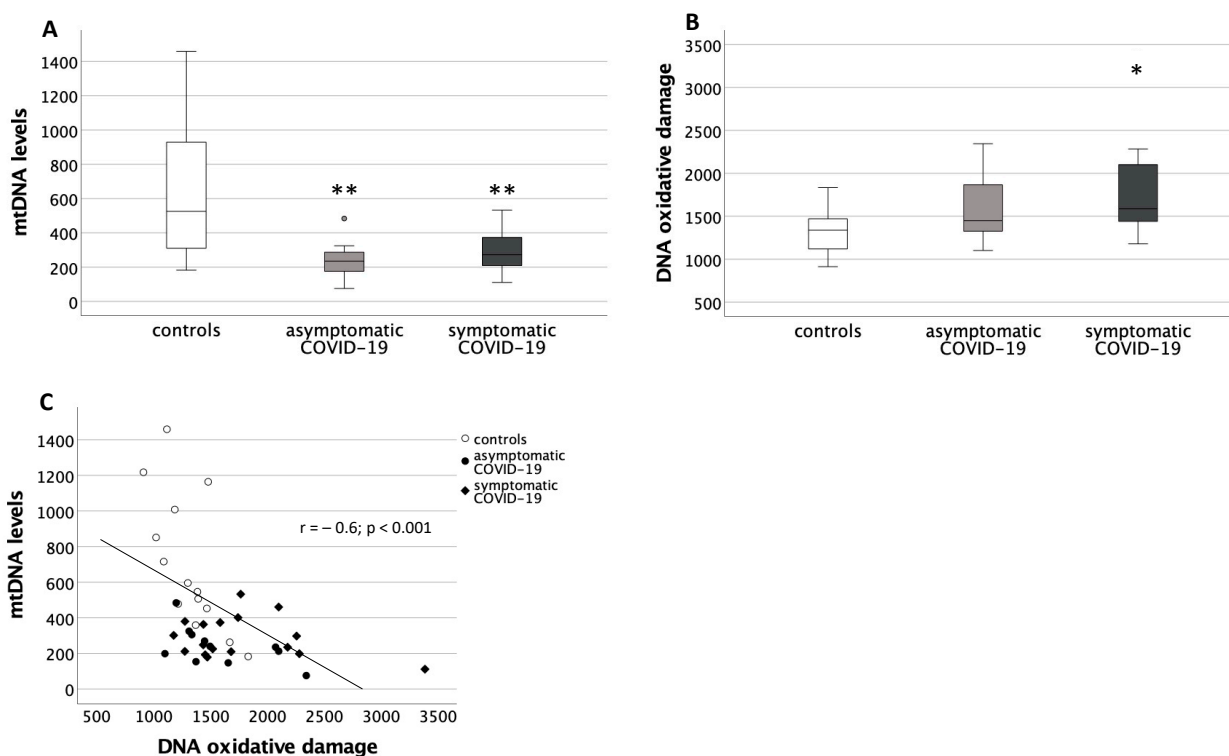 A
mtDNA levels
1400
1200
1000
800
600
400
200
0
**
**
controls
asymptomatic
COVID-19
symptomatic
COVID-19
B
DNA oxidative damage
3500
3000
2500
2000
1500
1000
500
*
controls
asymptomatic
COVID-19
symptomatic
COVID-19
C
mtDNA levels
1400
1200
1000
800
600
400
200
0
r = – 0.6; p < 0.001
controls
asymptomatic
COVID-19
symptomatic
COVID-19
500 1000 1500 2000 2500 3000 3500
DNA oxidative damage